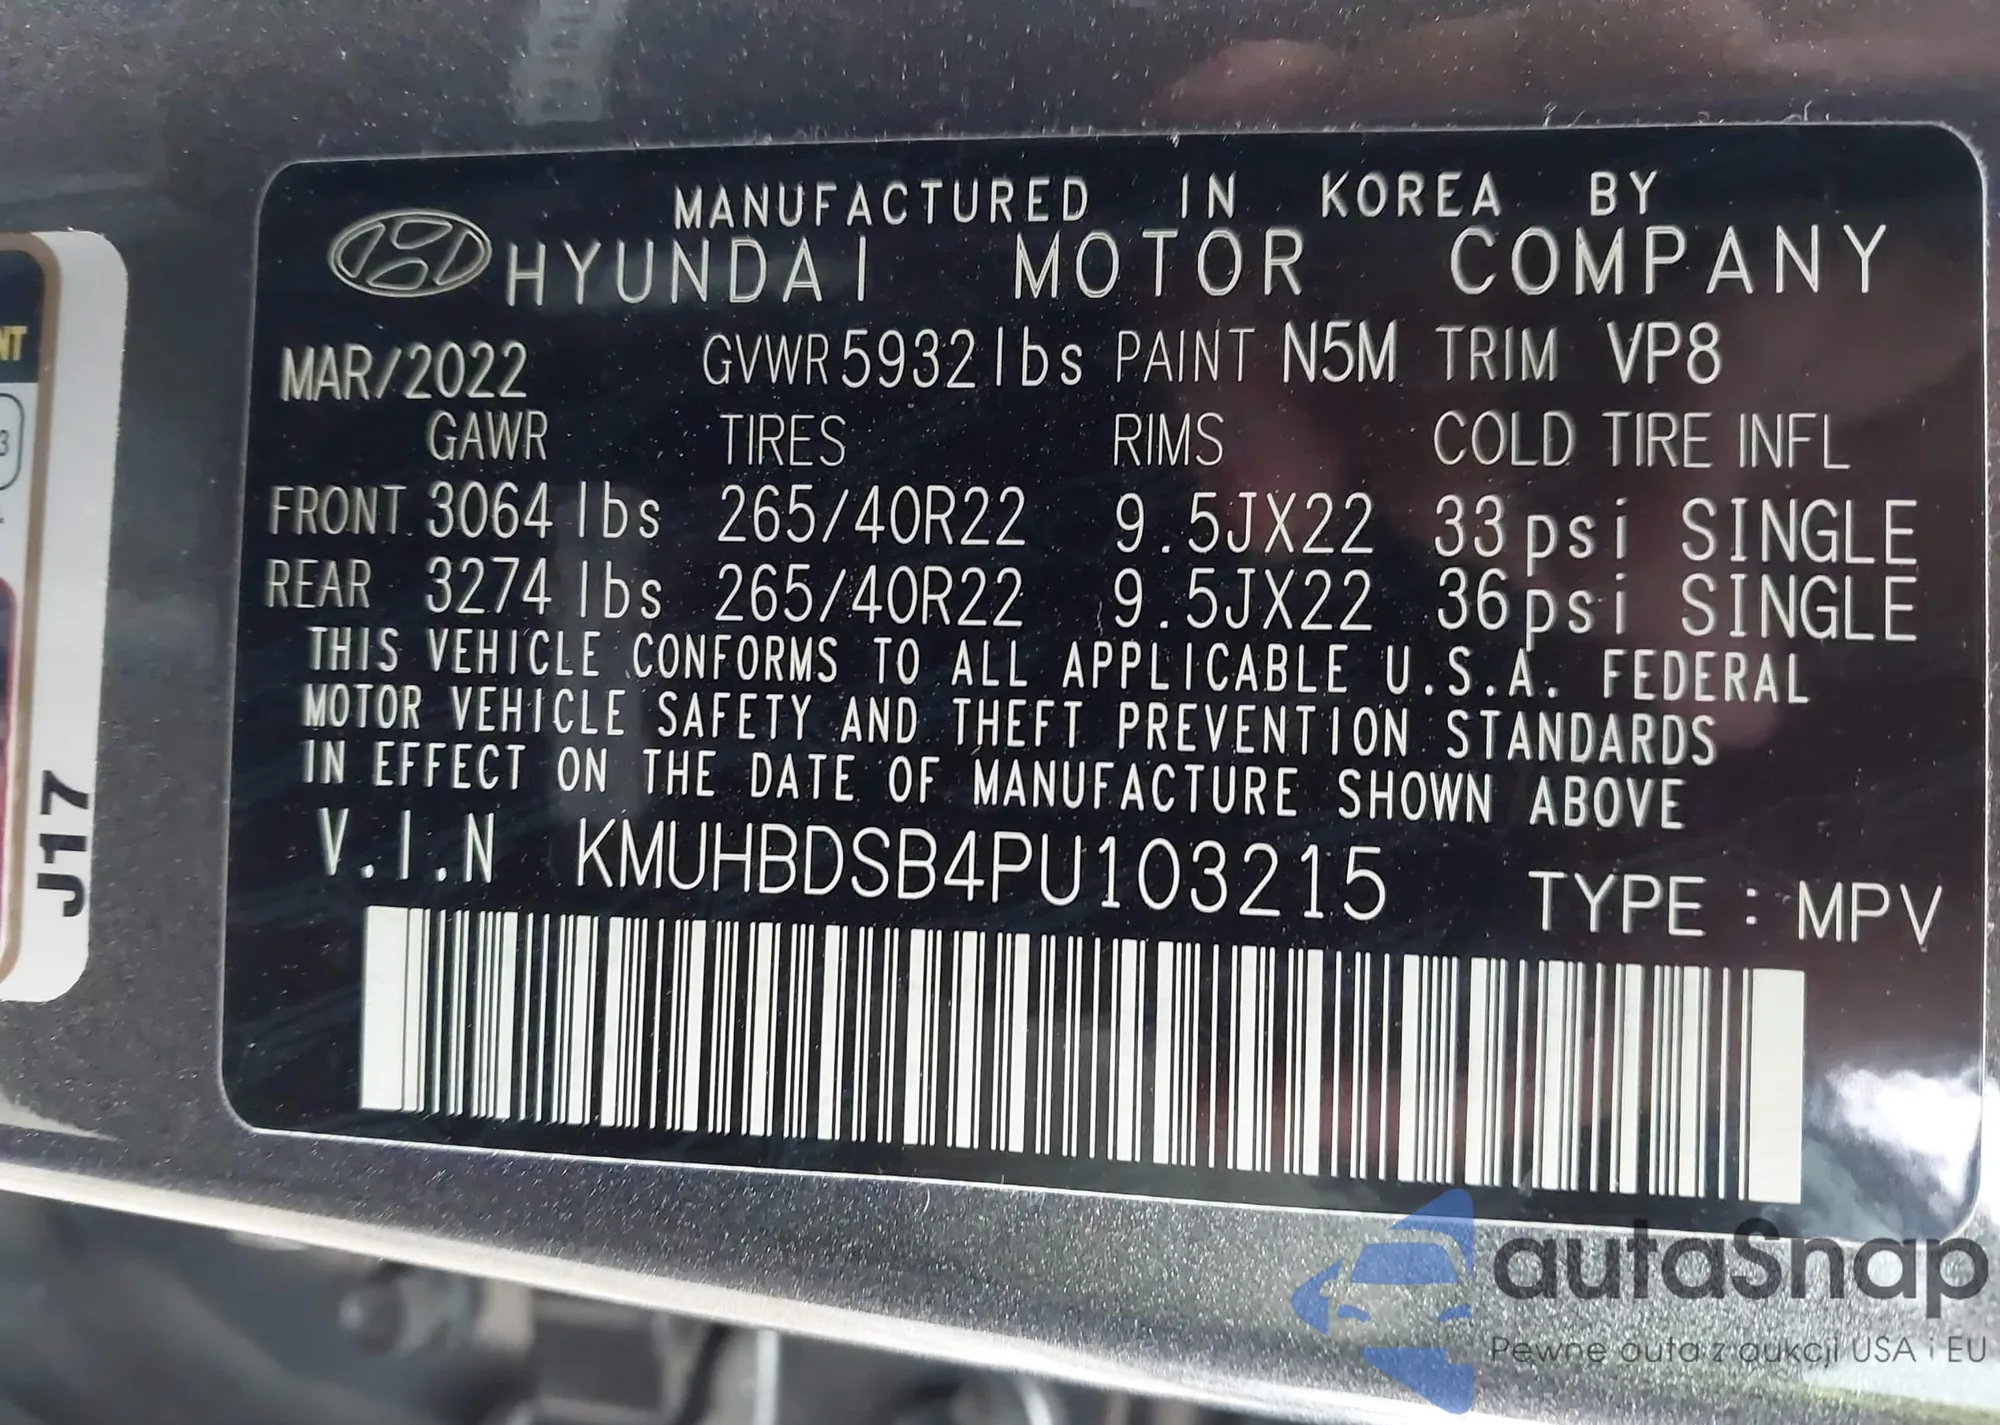 MANUFACTURED IN KOREA BY
HYUNDAI MOTOR COMPANY
MAR/2022 GVWR 5932 lbs PAINT N5M TRIM VP8
GAWR TIRES RIMS COLD TIRE INFL
FRONT 3064 lbs 265/40R22 9.5JX22 33 psi SINGLE
REAR 3274 lbs 265/40R22 9.5JX22 36 psi SINGLE
THIS VEHICLE CONFORMS TO ALL APPLICABLE U.S.A. FEDERAL
MOTOR VEHICLE SAFETY AND THEFT PREVENTION STANDARDS
IN EFFECT ON THE DATE OF MANUFACTURE SHOWN ABOVE
V.I.N KMUHBDSB4PU103215 TYPE : MPV
NT
3
J17
autaSnap
Pewne auta z aukcji USA i EU